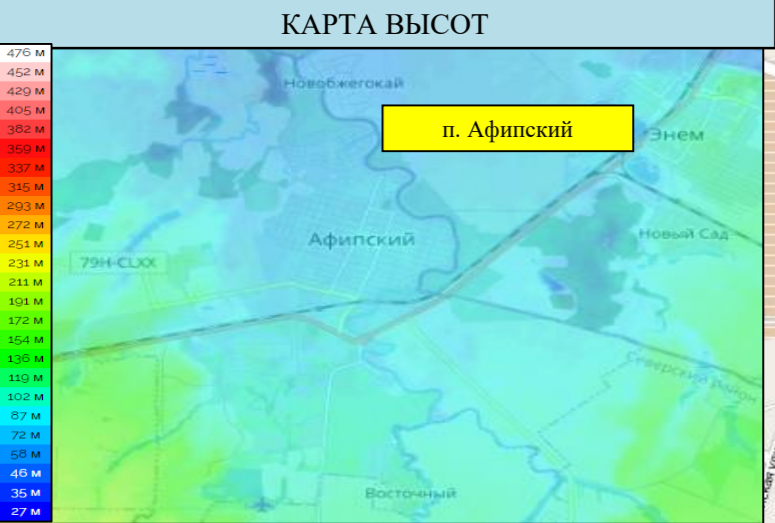 КАРТА ВЫСОТ
476 м
452 м
429 м
405 м
382 м
359 м
337 м
315 м
293 м
272 м
251 м
231 м
211 м
191 м
172 м
154 м
136 м
119 м
102 м
87 м
72 м
58 м
46 м
35 м
27 м
Новобжегокай
п. Афипский
Энем
Афипский
Новый Сад
79Н-CLXX
Северский район
Восточный